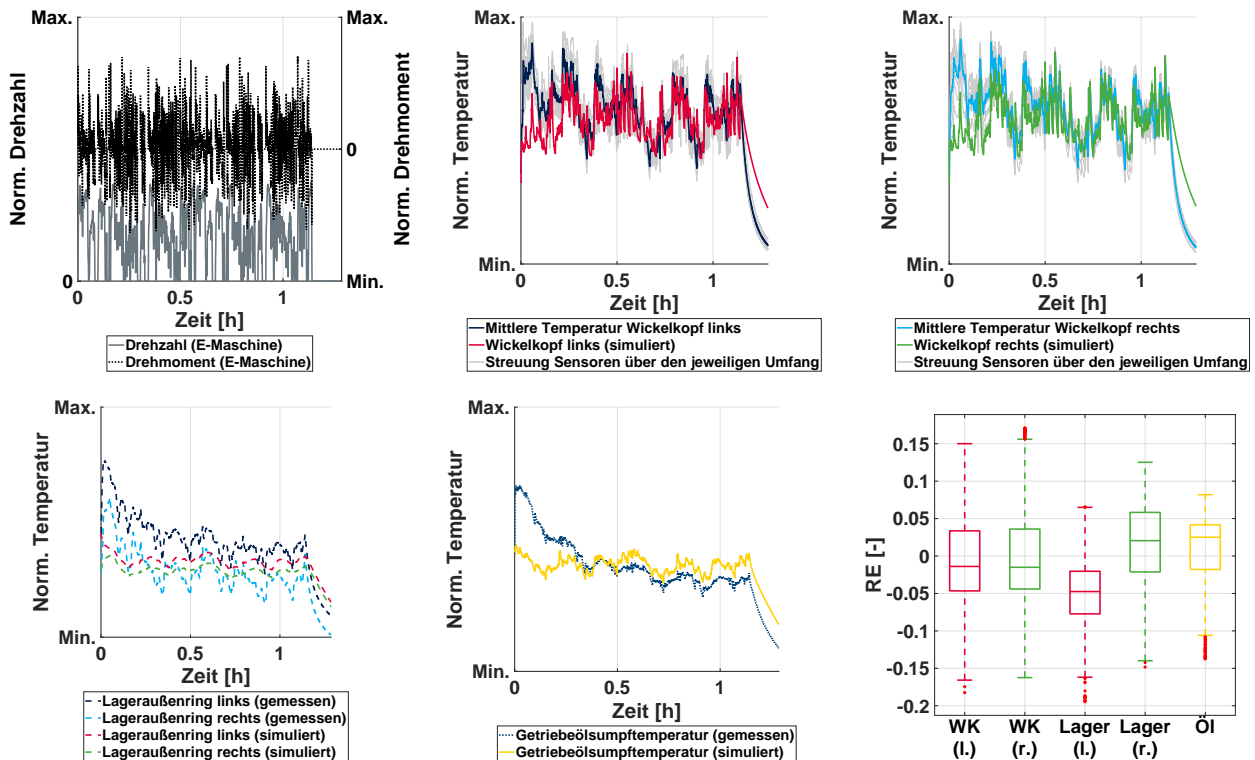 Max.
Max.
Norm. Drehzahl
Norm. Drehmoment
0
0
Min.
0
0.5
1
Zeit [h]
Drehzahl (E-Maschine)
Drehmoment (E-Maschine)
Max.
Norm. Temperatur
Min.
0
0.5
1
Zeit [h]
Mittlere Temperatur Wickelkopf links
Wickelkopf links (simuliert)
Streuung Sensoren über den jeweiligen Umfang
Max.
Norm. Temperatur
Min.
0
0.5
1
Zeit [h]
Mittlere Temperatur Wickelkopf rechts
Wickelkopf rechts (simuliert)
Streuung Sensoren über den jeweiligen Umfang
Max.
Norm. Temperatur
Min.
0
0.5
1
Zeit [h]
Lageraußenring links (gemessen)
Lageraußenring rechts (gemessen)
Lageraußenring links (simuliert)
Lageraußenring rechts (simuliert)
Max.
Norm. Temperatur
Min.
0
0.5
1
Zeit [h]
Getriebeölsumpftemperatur (gemessen)
Getriebeölsumpftemperatur (simuliert)
RE [-]
0.15
0.1
0.05
0
-0.05
-0.1
-0.15
-0.2
WK WK Lager Lager Öl
(l.) (r.) (l.) (r.)